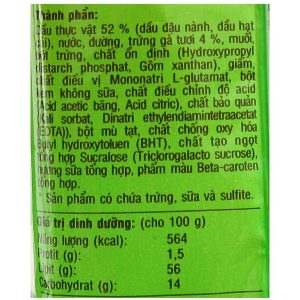 Thành phần:
Dầu thực vật 52 % (dầu đậu nành, dầu hạt
cải), nước, đường, trứng gà tươi 4 %, muối,
bột trứng, chất ổn định (Hydroxypropyl
distarch phosphat, Gôm xanthan), giấm,
chất điều vị Mononatri L-glutamat, bột
kem không sữa, chất điều chỉnh độ acid
(Acid acetic băng, Acid citric), chất bảo quản
(Kali sorbat, Dinatri ethylendiamintetraacetat
(EDTA)), bột mù tạt, chất chống oxy hóa
Butyl hydroxytoluen (BHT), chất tạo ngọt
tổng hợp Sucralose (Triclorogalacto sucrose),
hương sữa tổng hợp, phẩm màu Beta-caroten
tổng hợp.
* Sản phẩm có chứa trứng, sữa và sulfite.
Giá trị dinh dưỡng: (cho 100 g)
Năng lượng (kcal): 564
Protit (g): 1,5
Lipit (g): 56
Carbohydrat (g): 14